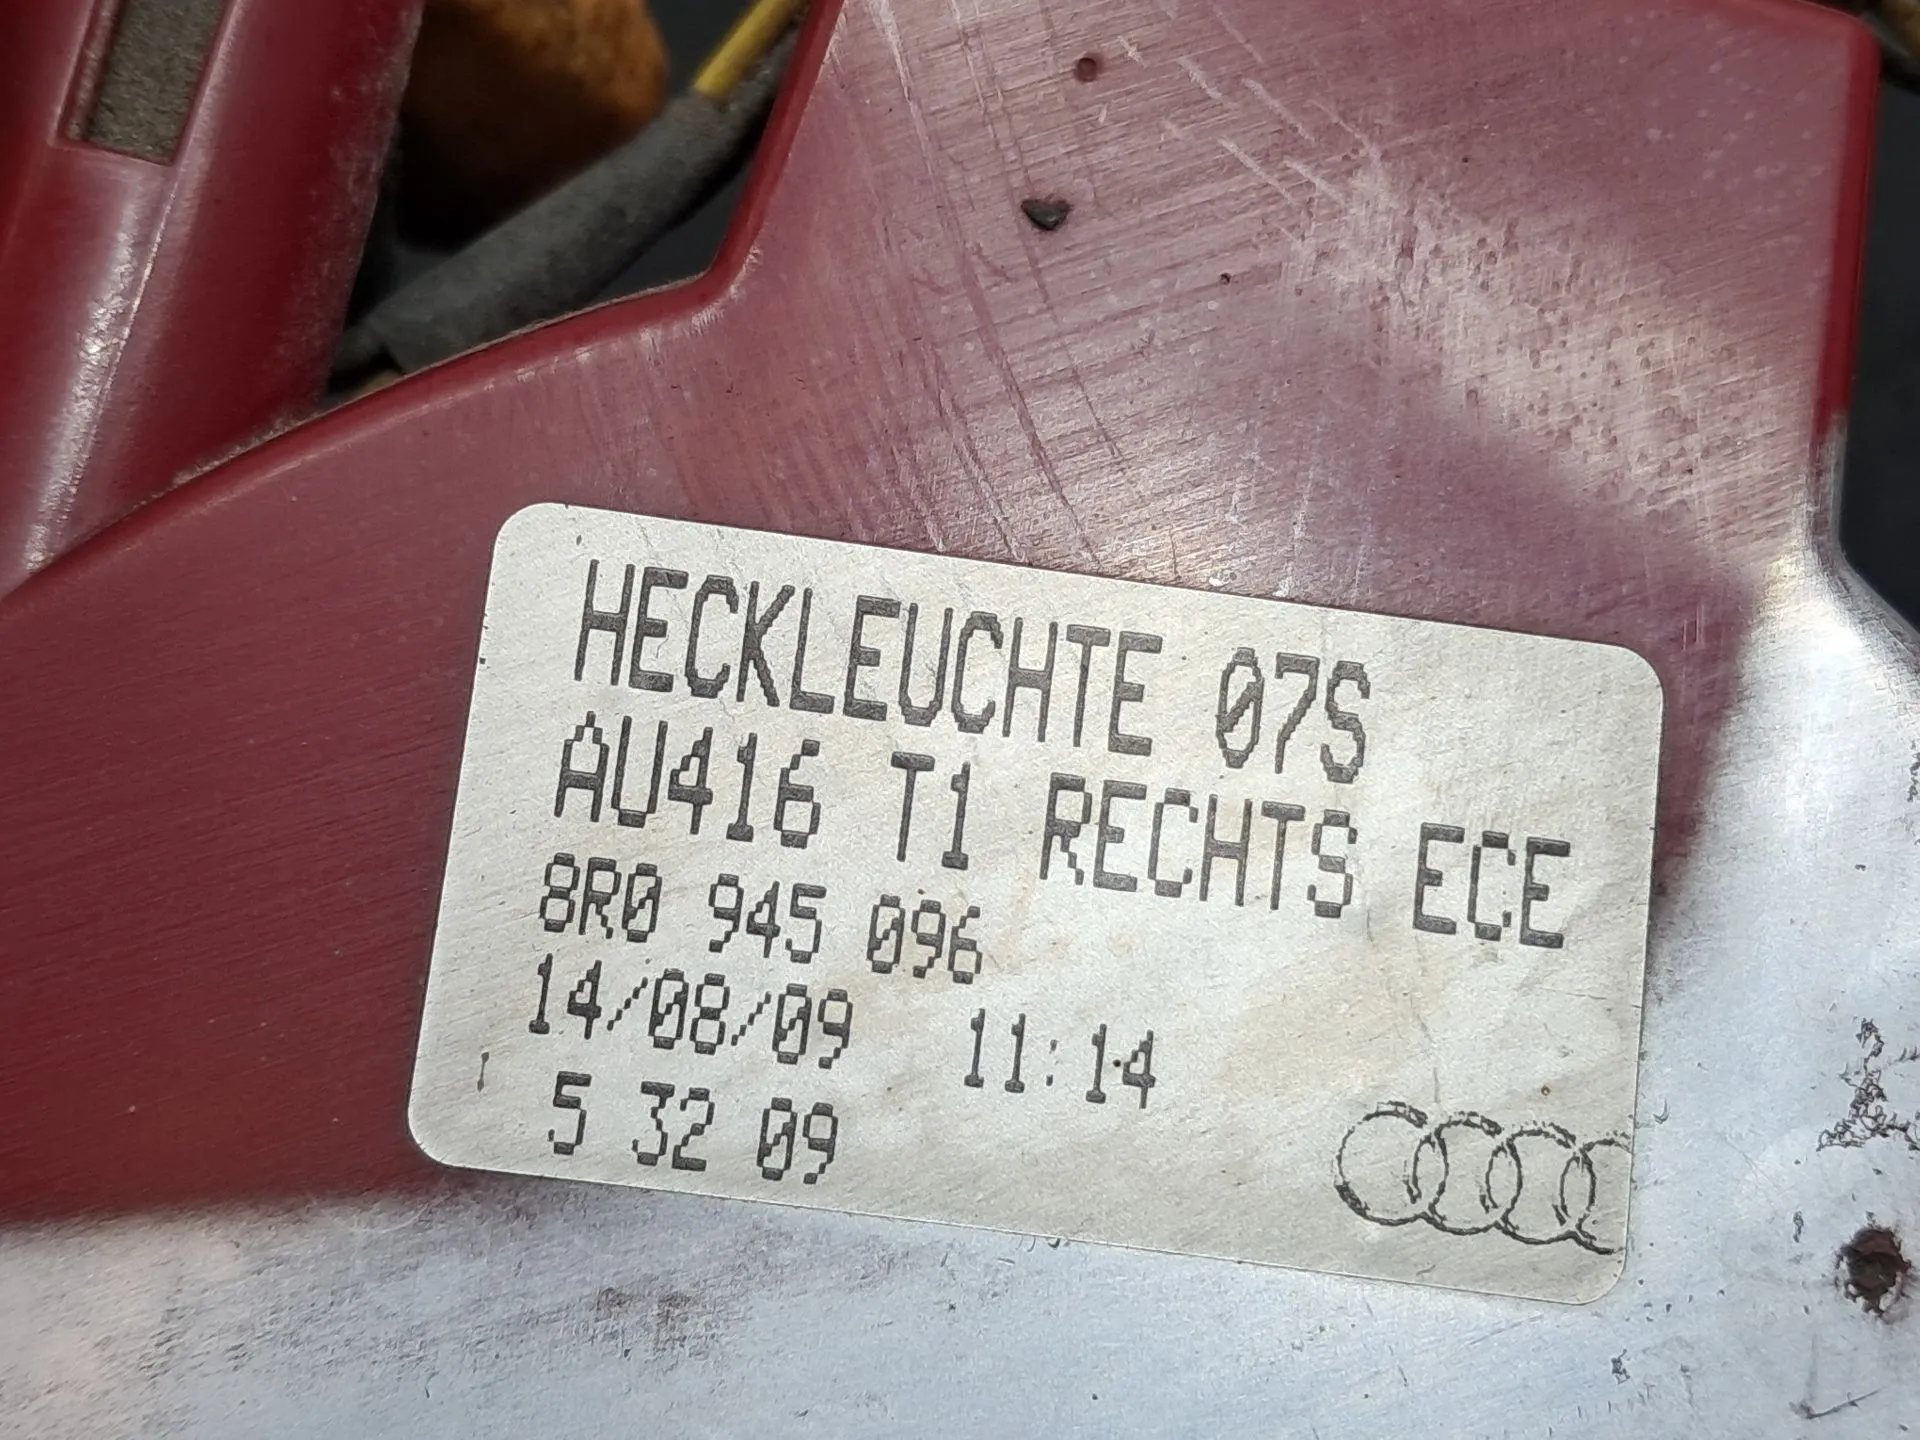 HECKLEUCHTE 07S
AU416 T1 RECHTS ECE
8R0 945 096
14/08/09 11:14
5 32 09